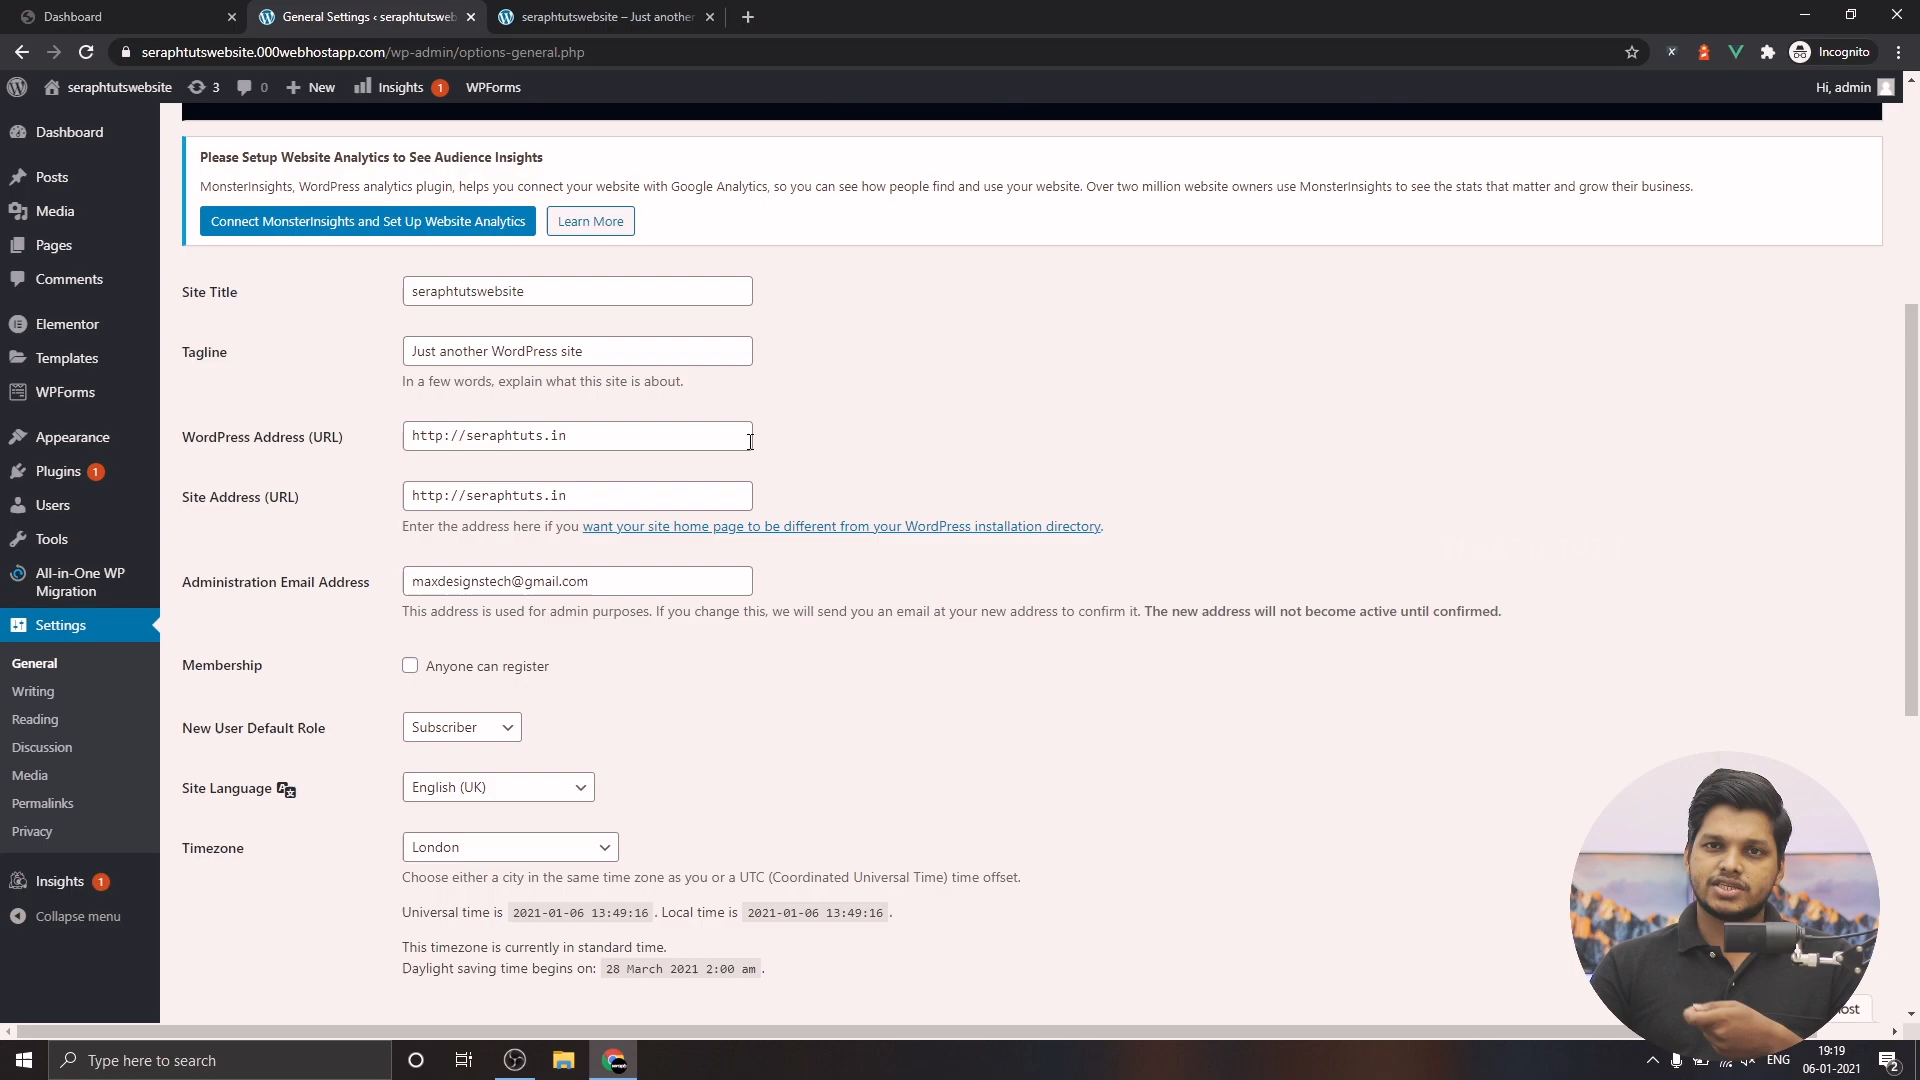 Dashboard
General Settings ‹ seraphtutsweb
seraphtutswebsite – Just another
seraphtutswebsite.000webhostapp.com/wp-admin/options-general.php
Incognito
seraphtutswebsite
3
0
New
Insights 1
WPForms
Hi, admin
Dashboard
Posts
Media
Pages
Comments
Elementor
Templates
WPForms
Appearance
Plugins 1
Users
Tools
All-in-One WP
Migration
Settings
General
Writing
Reading
Discussion
Media
Permalinks
Privacy
Insights 1
Collapse menu
Please Setup Website Analytics to See Audience Insights
MonsterInsights, WordPress analytics plugin, helps you connect your website with Google Analytics, so you can see how people find and use your website. Over two million website owners use MonsterInsights to see the stats that matter and grow their business.
Connect MonsterInsights and Set Up Website Analytics
Learn More
Site Title
seraphtutswebsite
Tagline
Just another WordPress site
In a few words, explain what this site is about.
WordPress Address (URL)
http://seraphtuts.in
Site Address (URL)
http://seraphtuts.in
Enter the address here if you want your site home page to be different from your WordPress installation directory.
Administration Email Address
maxdesignstech@gmail.com
This address is used for admin purposes. If you change this, we will send you an email at your new address to confirm it. The new address will not become active until confirmed.
Membership
Anyone can register
New User Default Role
Subscriber
Site Language
English (UK)
Timezone
London
Choose either a city in the same time zone as you or a UTC (Coordinated Universal Time) time offset.
Universal time is 2021-01-06 13:49:16. Local time is 2021-01-06 13:49:16.
This timezone is currently in standard time.
Daylight saving time begins on: 28 March 2021 2:00 am.
Type here to search
ENG
19:19
06-01-2021
2